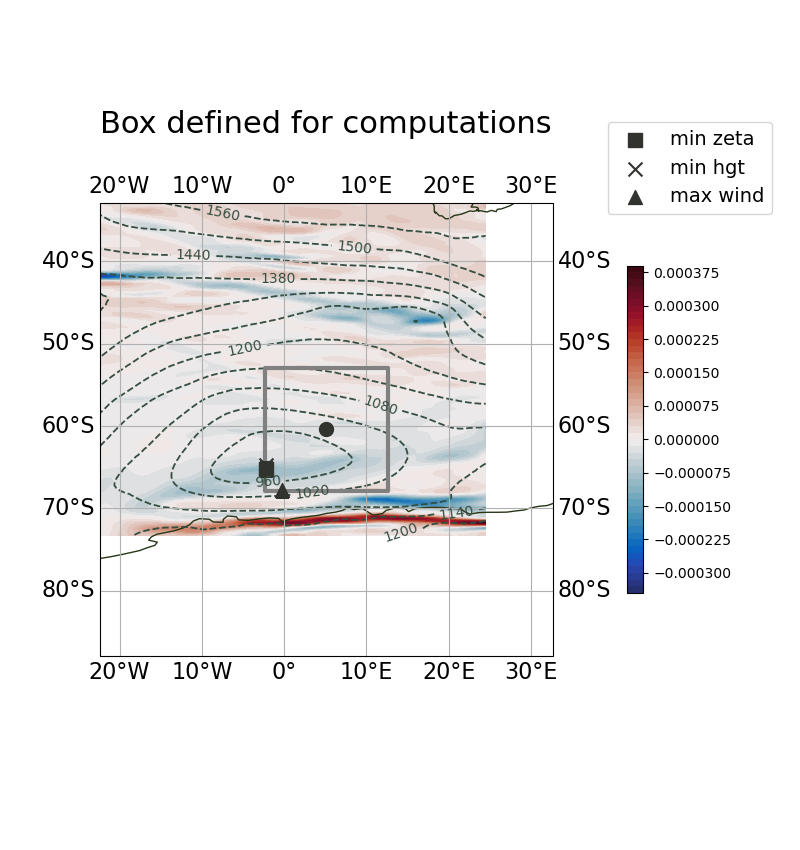 Box defined for computations
min zeta
min hgt
max wind
20°W 10°W 0° 10°E 20°E 30°E
1560
1500
1440
40°S 40°S
1380
0.000375
0.000300
0.000225
0.000150
0.000075
0.000000
−0.000075
−0.000150
−0.000225
−0.000300
50°S 50°S
1200
1080
60°S 60°S
960
1020
70°S 70°S
1140
1200
80°S 80°S
20°W 10°W 0° 10°E 20°E 30°E